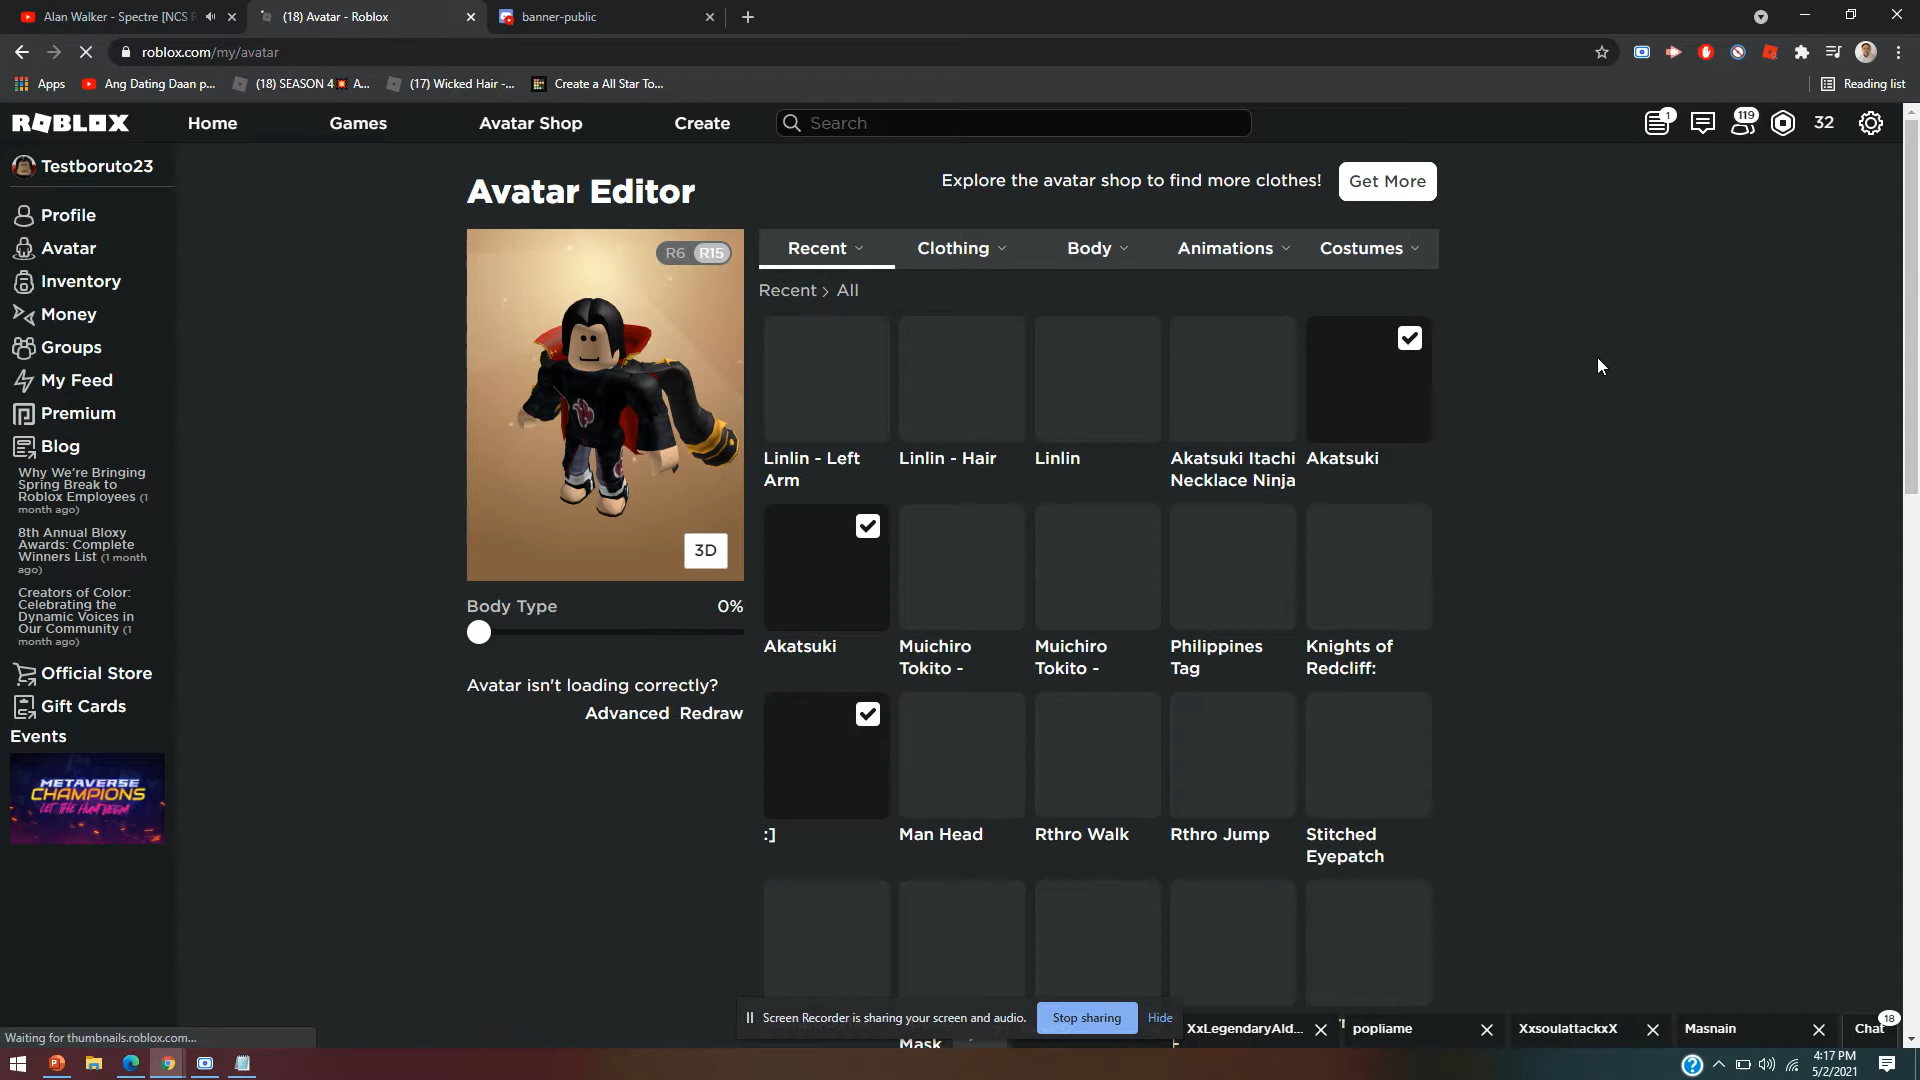 Alan Walker - Spectre [NCS R
(18) Avatar - Roblox
banner-public
roblox.com/my/avatar
Apps
Ang Dating Daan p...
(18) SEASON 4💥 A...
(17) Wicked Hair -...
Create a All Star To...
Reading list
ROBLOX
Home
Games
Avatar Shop
Create
Search
1
119
32
Testboruto23
Profile
Avatar
Inventory
Money
Groups
My Feed
Premium
Blog
Why We're Bringing
Spring Break to
Roblox Employees (1
month ago)
8th Annual Bloxy
Awards: Complete
Winners List (1 month
ago)
Creators of Color:
Celebrating the
Dynamic Voices in
Our Community (1
month ago)
Official Store
Gift Cards
Events
METAVERSE
CHAMPIONS
LET THE HUNT BEGIN!
Avatar Editor
Explore the avatar shop to find more clothes!
Get More
R6 R15
3D
Body Type 0%
Avatar isn't loading correctly?
Advanced Redraw
Recent
Clothing
Body
Animations
Costumes
Recent > All
Linlin - Left
Arm
Linlin - Hair
Linlin
Akatsuki Itachi
Necklace Ninja
Akatsuki
Akatsuki
Muichiro
Tokito -
Muichiro
Tokito -
Philippines
Tag
Knights of
Redcliff:
:]
Man Head
Rthro Walk
Rthro Jump
Stitched
Eyepatch
Mask
Screen Recorder is sharing your screen and audio.
Stop sharing
Hide
XxLegendaryAld...
popliame
XxsoulattackxX
Masnain
Chat
18
Waiting for thumbnails.roblox.com...
4:17 PM
5/2/2021